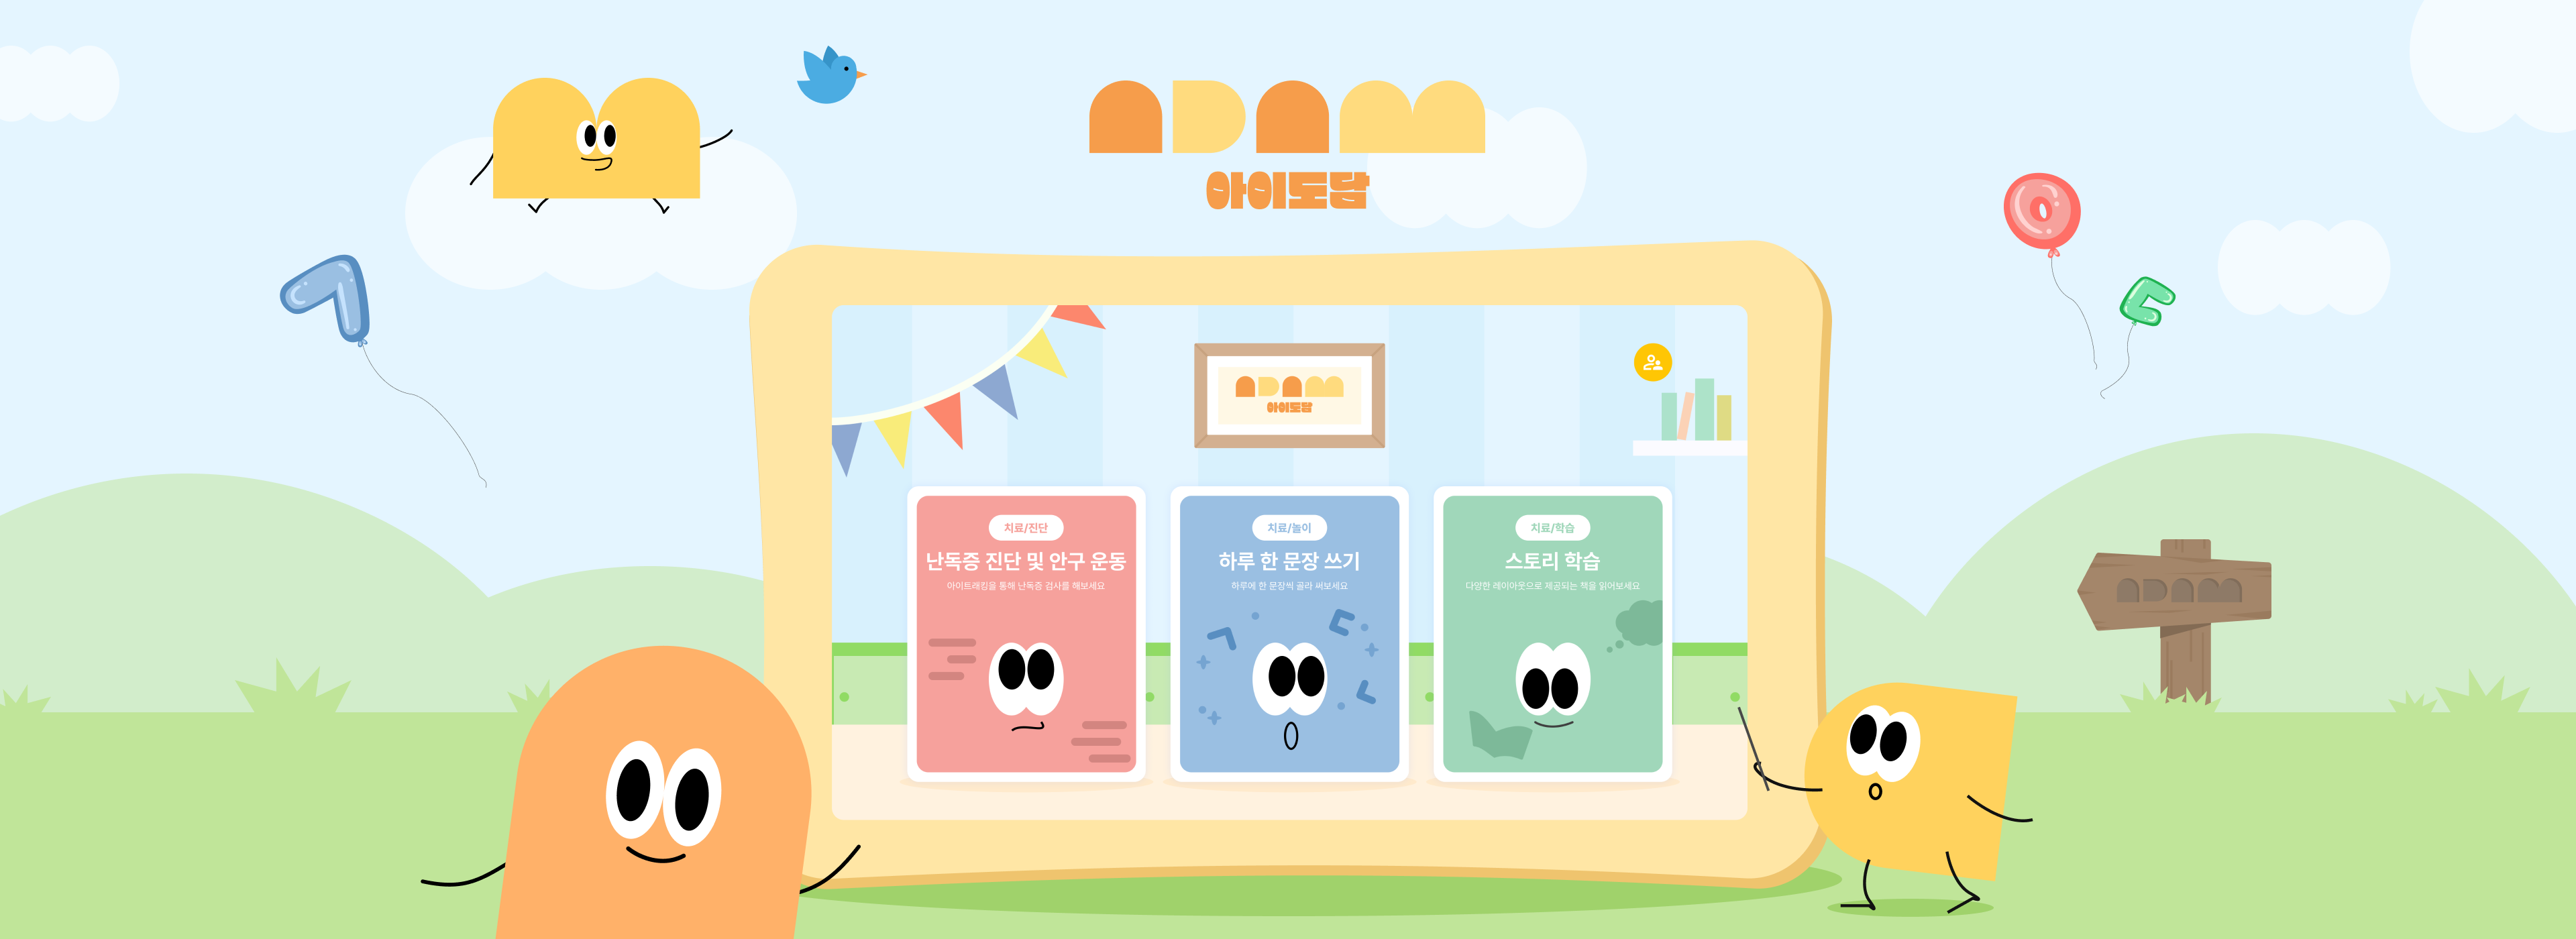 ADAM
아이도담
ㄱ
ㅇ
ㄷ
ADAM
아이도담
치료/진단
난독증 진단 및 안구 운동
아이트래킹을 통해 난독증 검사를 해보세요
치료/놀이
하루 한 문장 쓰기
하루에 한 문장씩 골라 써보세요
ㄱ
ㄷ
ㄴ
치료/학습
스토리 학습
다양한 레이아웃으로 제공되는 책을 읽어보세요
ADAM